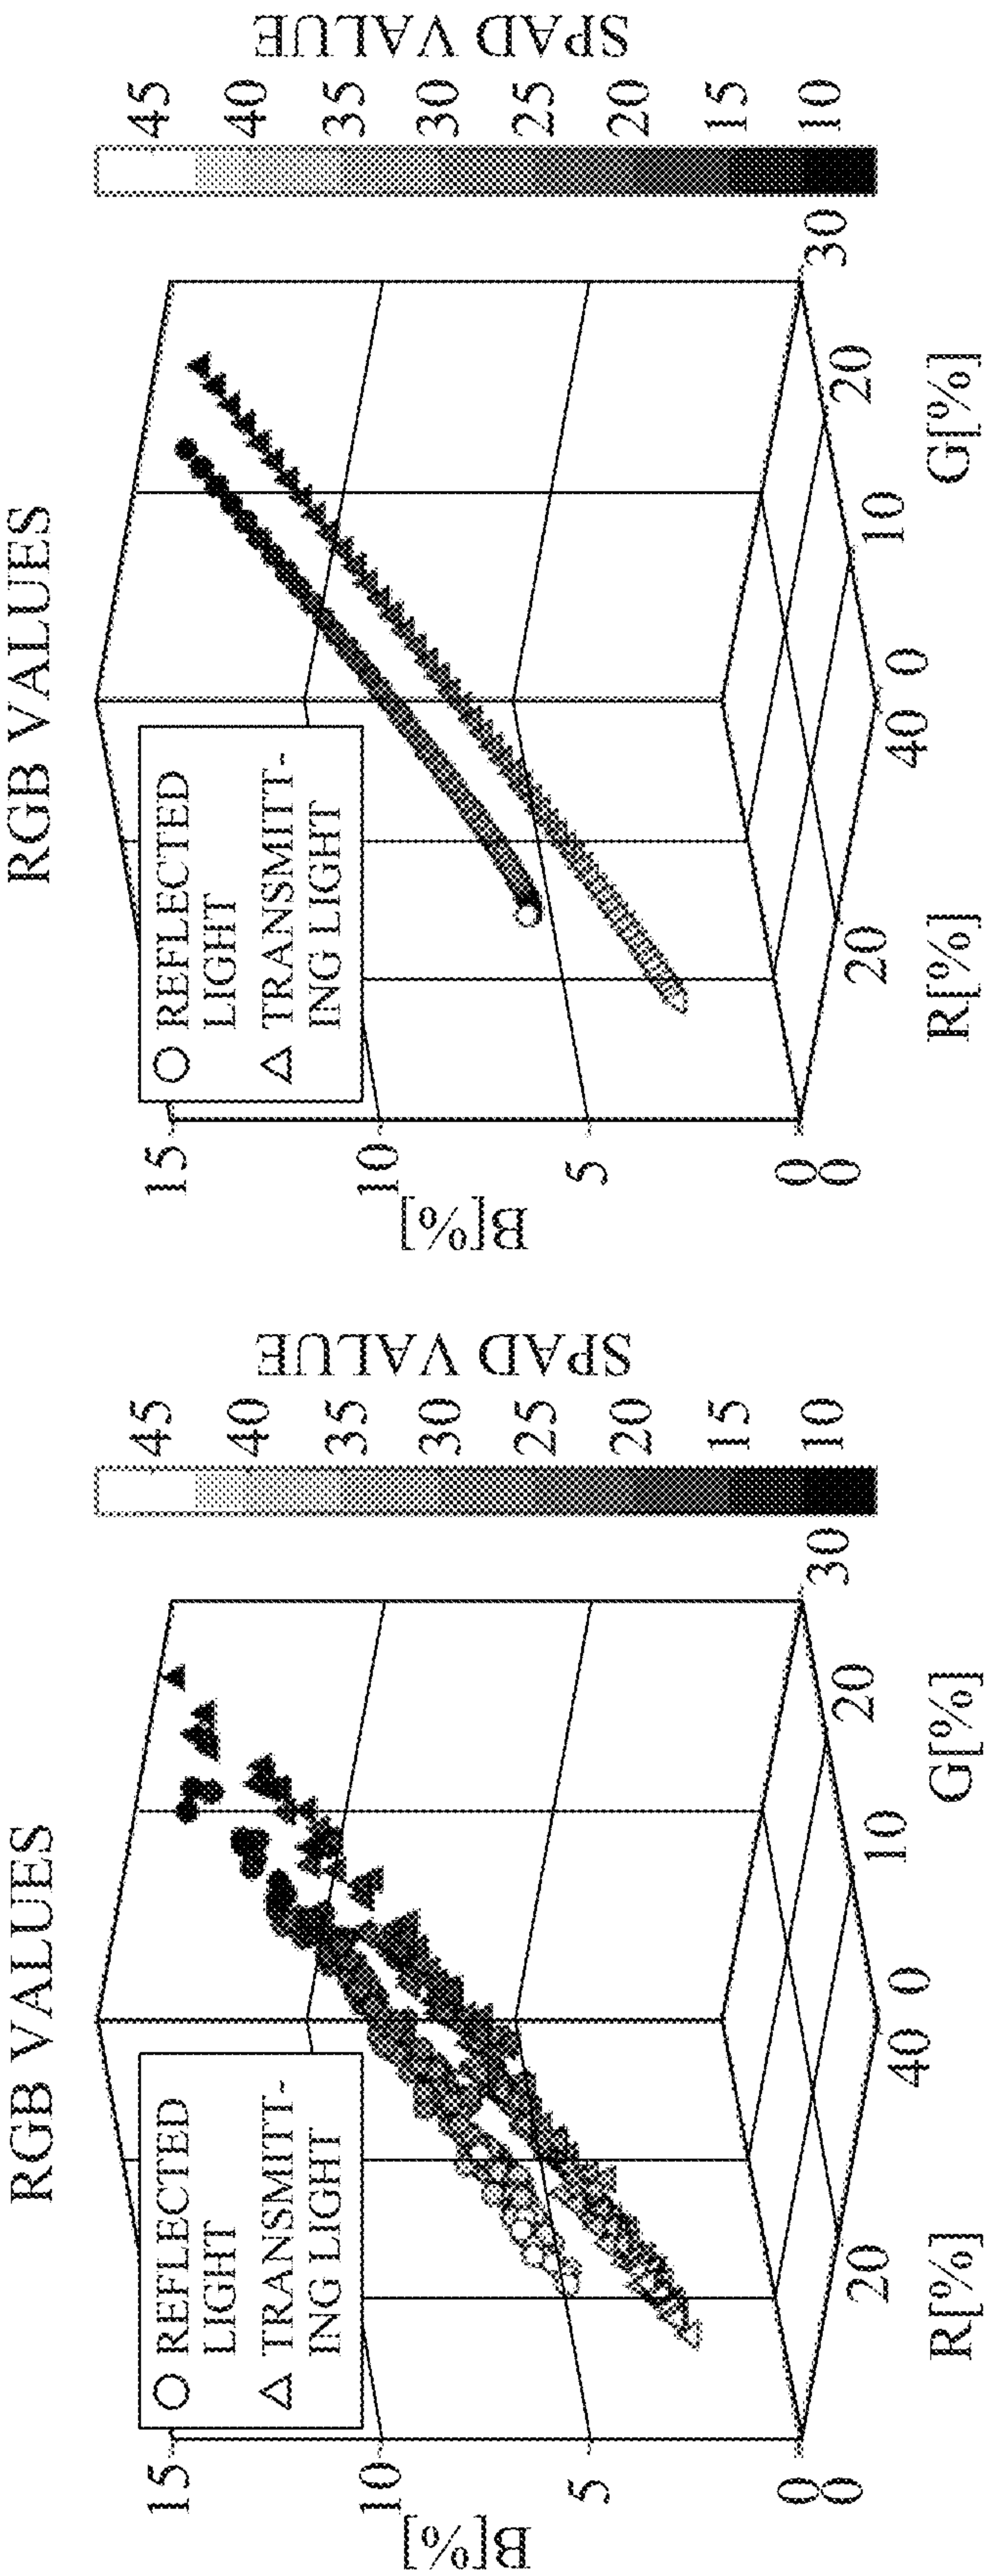 RGB VALUES
○ REFLECTED
LIGHT
△ TRANSMITT-
ING LIGHT
15
10
5
0
B[%]
0
20
40
R[%]
0
10
20
30
G[%]
45
40
35
30
25
20
15
10
SPAD VALUE
RGB VALUES
○ REFLECTED
LIGHT
△ TRANSMITT-
ING LIGHT
15
10
5
0
B[%]
0
20
40
R[%]
0
10
20
30
G[%]
45
40
35
30
25
20
15
10
SPAD VALUE